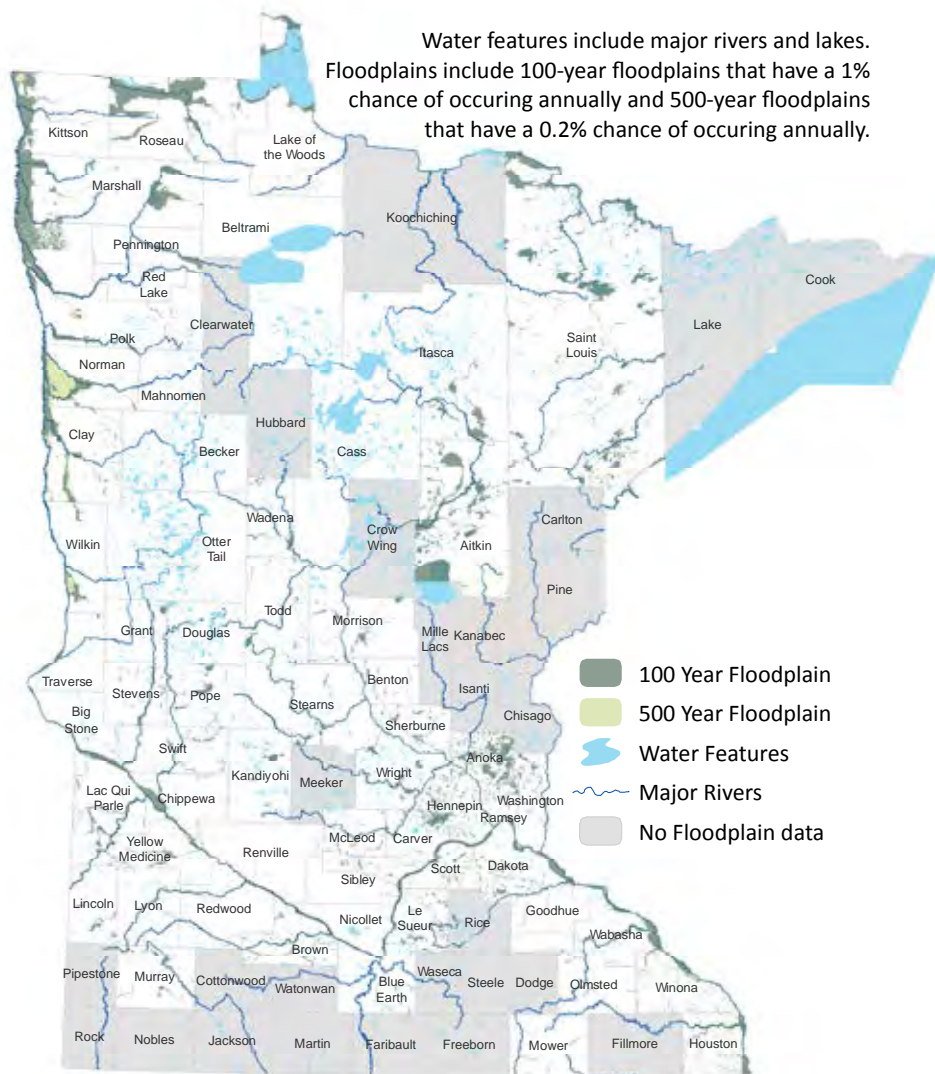 Water features include major rivers and lakes.
Floodplains include 100-year floodplains that have a 1%
chance of occuring annually and 500-year floodplains
that have a 0.2% chance of occuring annually.
Kittson
Roseau
Lake of
the Woods
Marshall
Beltrami
Koochiching
Pennington
Red
Lake
Cook
Clearwater
Polk
Itasca
Saint
Louis
Lake
Norman
Mahnomen
Hubbard
Clay
Becker
Cass
Wadena
Crow
Wing
Carlton
Wilkin
Otter
Tail
Aitkin
Pine
Todd
Grant
Douglas
Morrison
Mille
Lacs
Kanabec
Traverse
Stevens
Pope
Benton
Isanti
Big
Stone
Stearns
Sherburne
Chisago
Swift
Anoka
Kandiyohi
Meeker
Wright
Lac Qui
Parle
Chippewa
Hennepin
Washington
Ramsey
Yellow
Medicine
Renville
McLeod
Carver
Sibley
Scott
Dakota
Lincoln
Lyon
Redwood
Nicollet
Le
Sueur
Rice
Goodhue
Wabasha
Brown
Pipestone
Murray
Cottonwood
Watonwan
Blue
Earth
Waseca
Steele
Dodge
Olmsted
Winona
Rock
Nobles
Jackson
Martin
Faribault
Freeborn
Mower
Fillmore
Houston
100 Year Floodplain
500 Year Floodplain
Water Features
Major Rivers
No Floodplain data